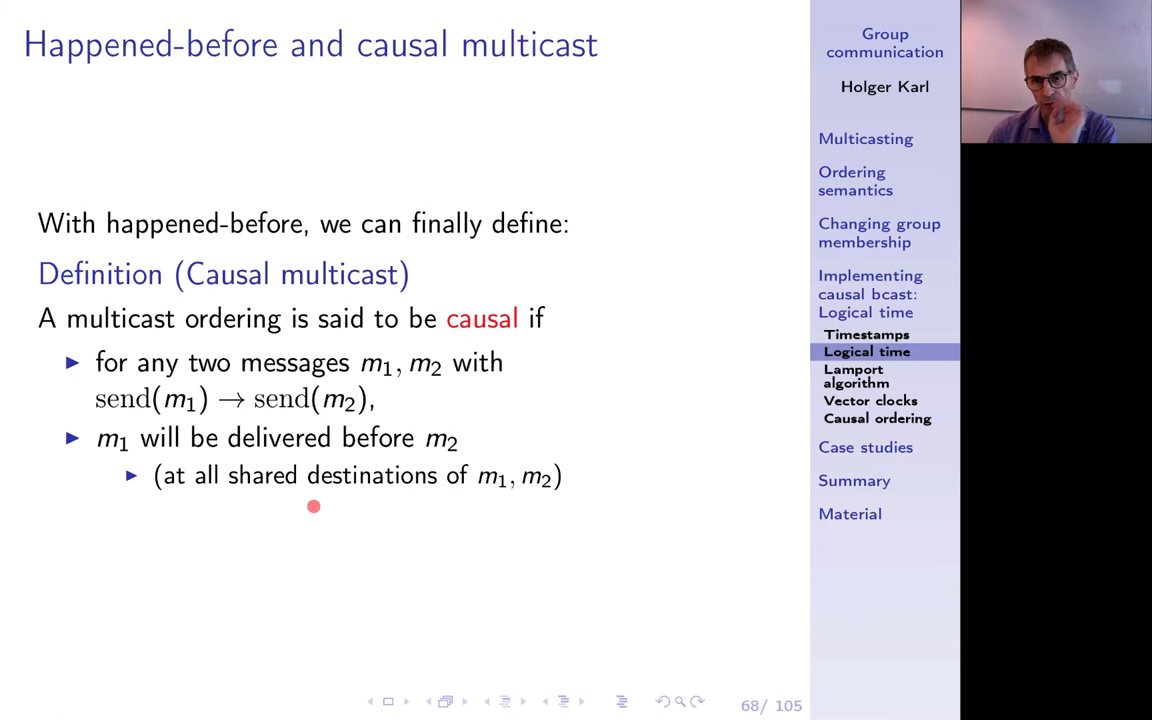 Happened-before and causal multicast
With happened-before, we can finally define:
Definition (Causal multicast)
A multicast ordering is said to be causal if
▶ for any two messages m₁, m₂ with
send(m₁) → send(m₂),
▶ m₁ will be delivered before m₂
▶ (at all shared destinations of m₁, m₂)
68/ 105
Group
communication
Holger Karl
Multicasting
Ordering
semantics
Changing group
membership
Implementing
causal bcast:
Logical time
Timestamps
Logical time
Lamport
algorithm
Vector clocks
Causal ordering
Case studies
Summary
Material